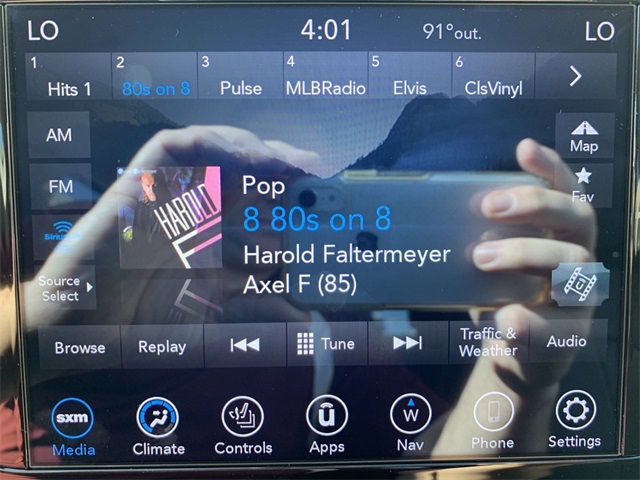 LO 4:01 91°out. LO
1 2 3 4 5 6
Hits 1 80s on 8 Pulse MLBRadio Elvis ClsVinyl
AM
Map
FM
Fav
Pop
8 80s on 8
Harold Faltermeyer
Axel F (85)
HAROLD
Source
Select
Browse Replay Tune Traffic &
Weather Audio
sxm
W
Media Climate Controls Apps Nav Phone Settings